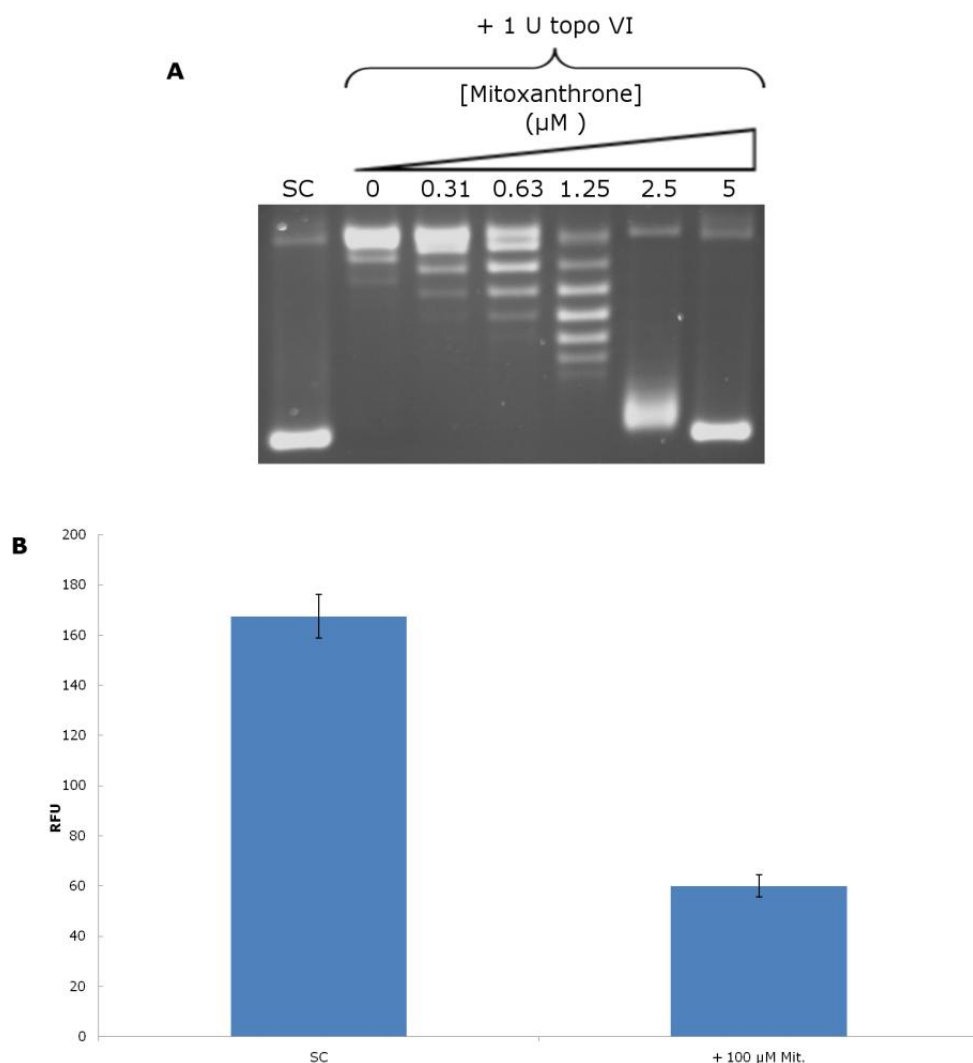 + 1 U topo VI
A
[Mitoxanthrone]
(µM )
SC 0 0.31 0.63 1.25 2.5 5
B
200
180
160
140
120
100
80
60
40
20
0
RFU
SC + 100 µM Mit.